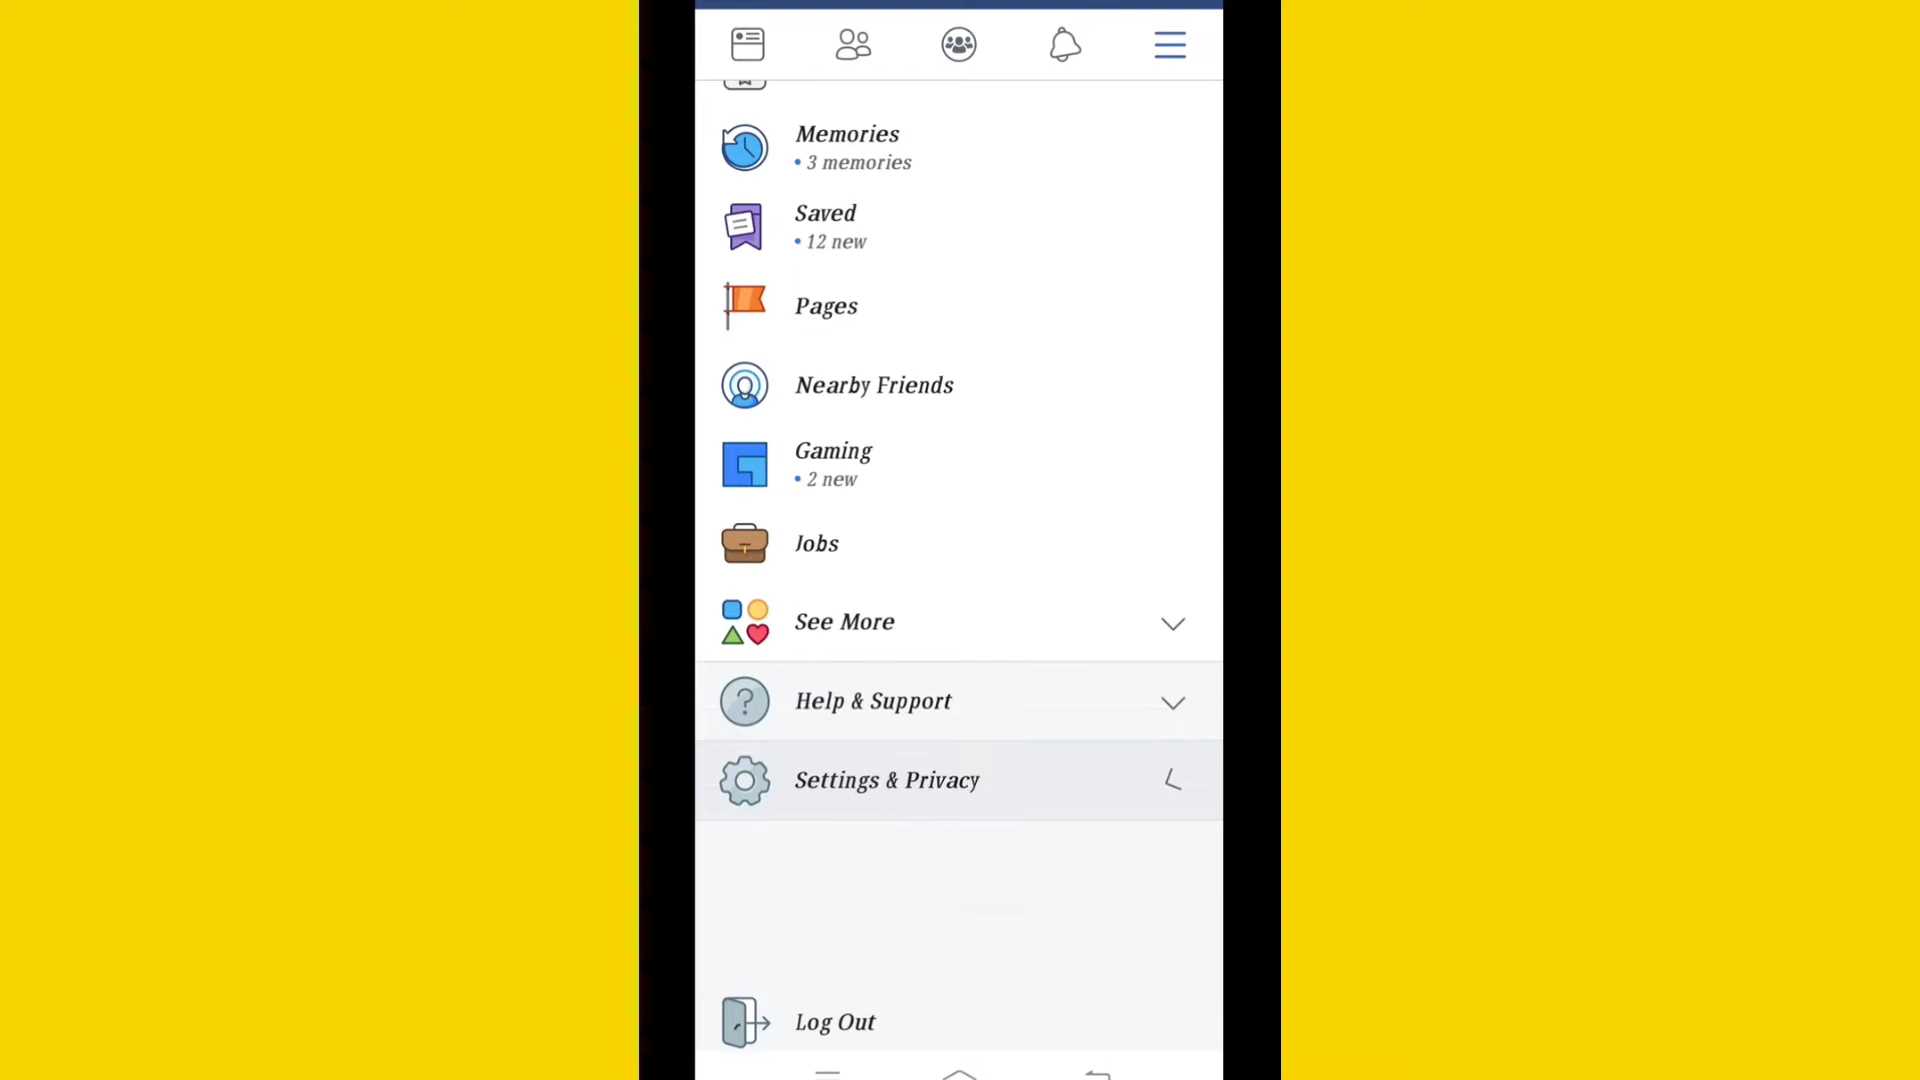 Memories
• 3 memories
Saved
• 12 new
Pages
Nearby Friends
Gaming
• 2 new
Jobs
See More
Help & Support
Settings & Privacy
Log Out